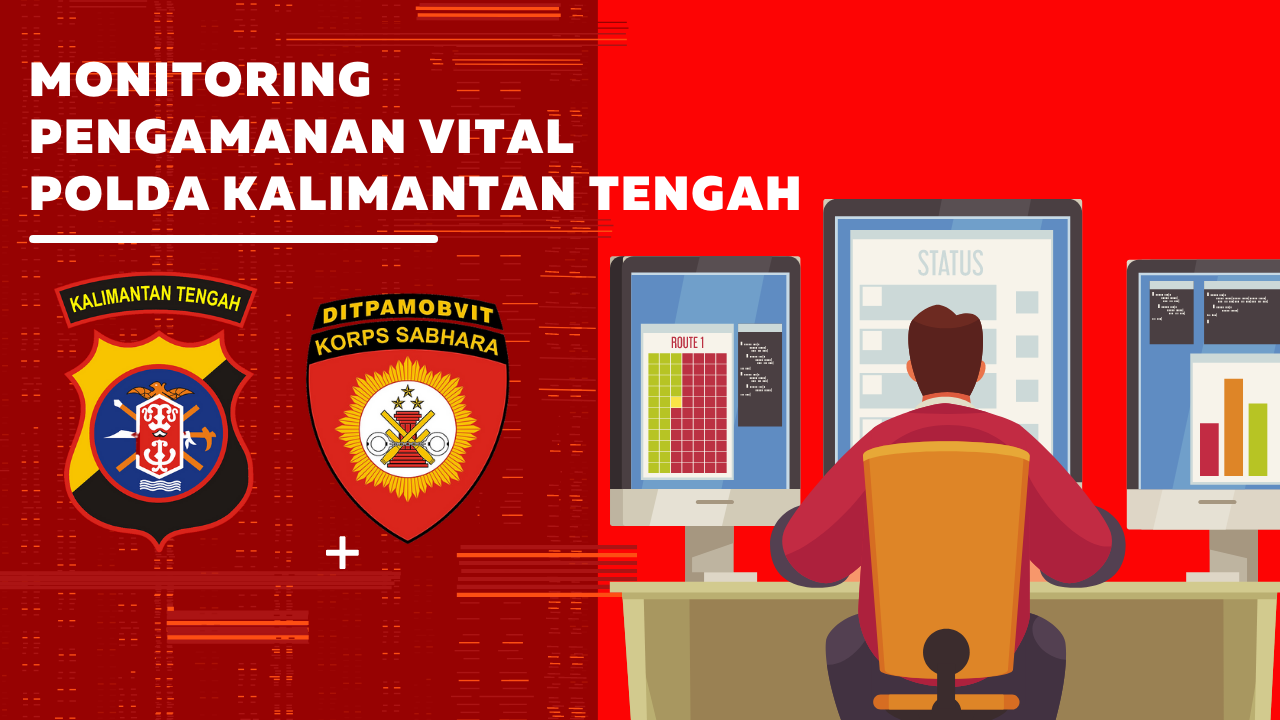 MONITORING
PENGAMANAN VITAL
POLDA KALIMANTAN TENGAH
KALIMANTAN TENGAH
DITPAMOBVIT
KORPS SABHARA
STATUS
ROUTE 1